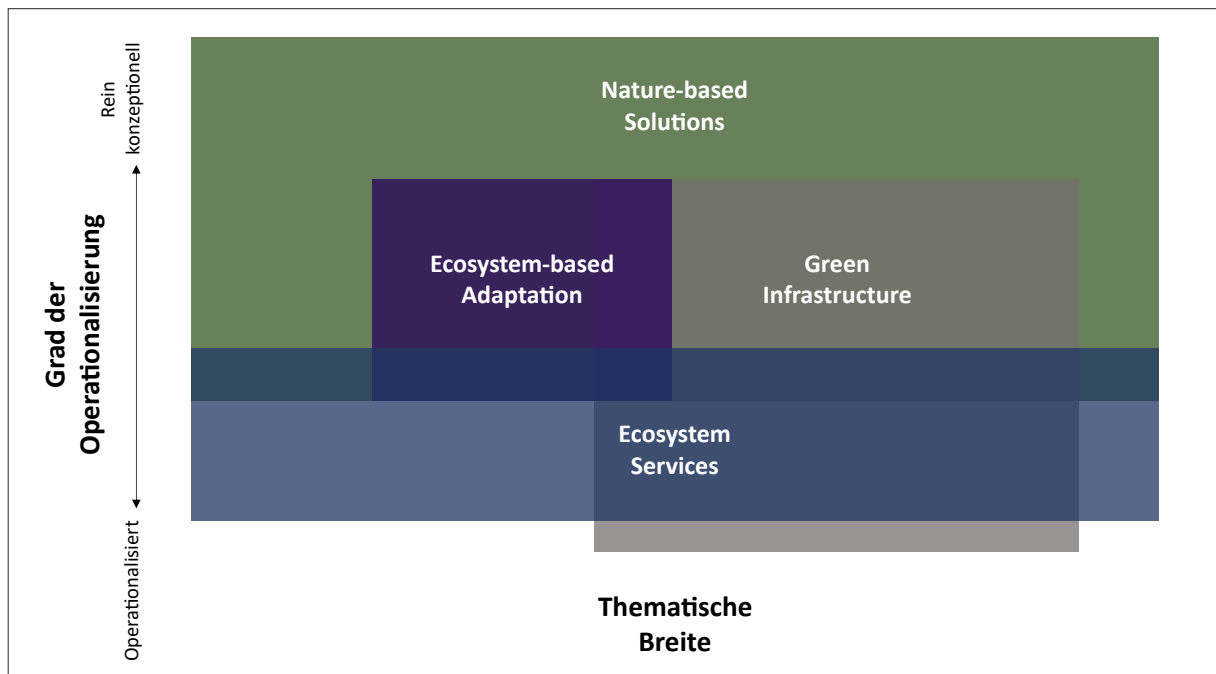 Rein
konzeptionell
Grad der
Operationalisierung
Operationalisiert
Nature-based
Solutions
Ecosystem-based
Adaptation
Green
Infrastructure
Ecosystem
Services
Thematische
Breite